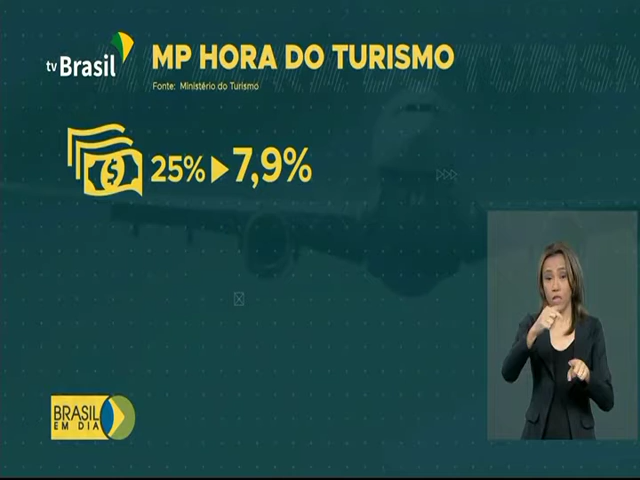 tv Brasil
MP HORA DO TURISMO
Fonte: Ministério do Turismo
25% 7,9%
BRASIL
EM DIA